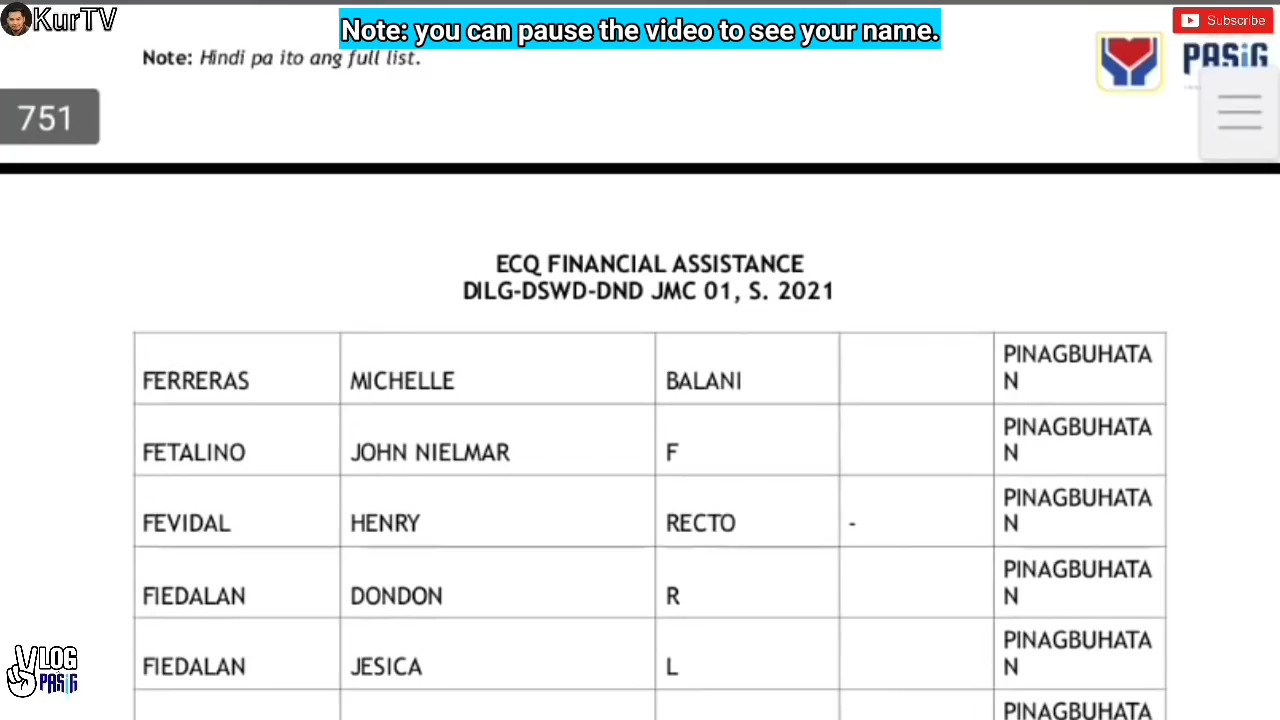 KurTV
Note: you can pause the video to see your name.
Subscribe
Note: Hindi pa ito ang full list.
PASiG
751
ECQ FINANCIAL ASSISTANCE
DILG-DSWD-DND JMC 01, S. 2021
FERRERAS MICHELLE BALANI PINAGBUHATA
N
FETALINO JOHN NIELMAR F PINAGBUHATA
N
FEVIDAL HENRY RECTO - PINAGBUHATA
N
FIEDALAN DONDON R PINAGBUHATA
N
FIEDALAN JESICA L PINAGBUHATA
N
PINAGBUHATA
VLOG
PASiG